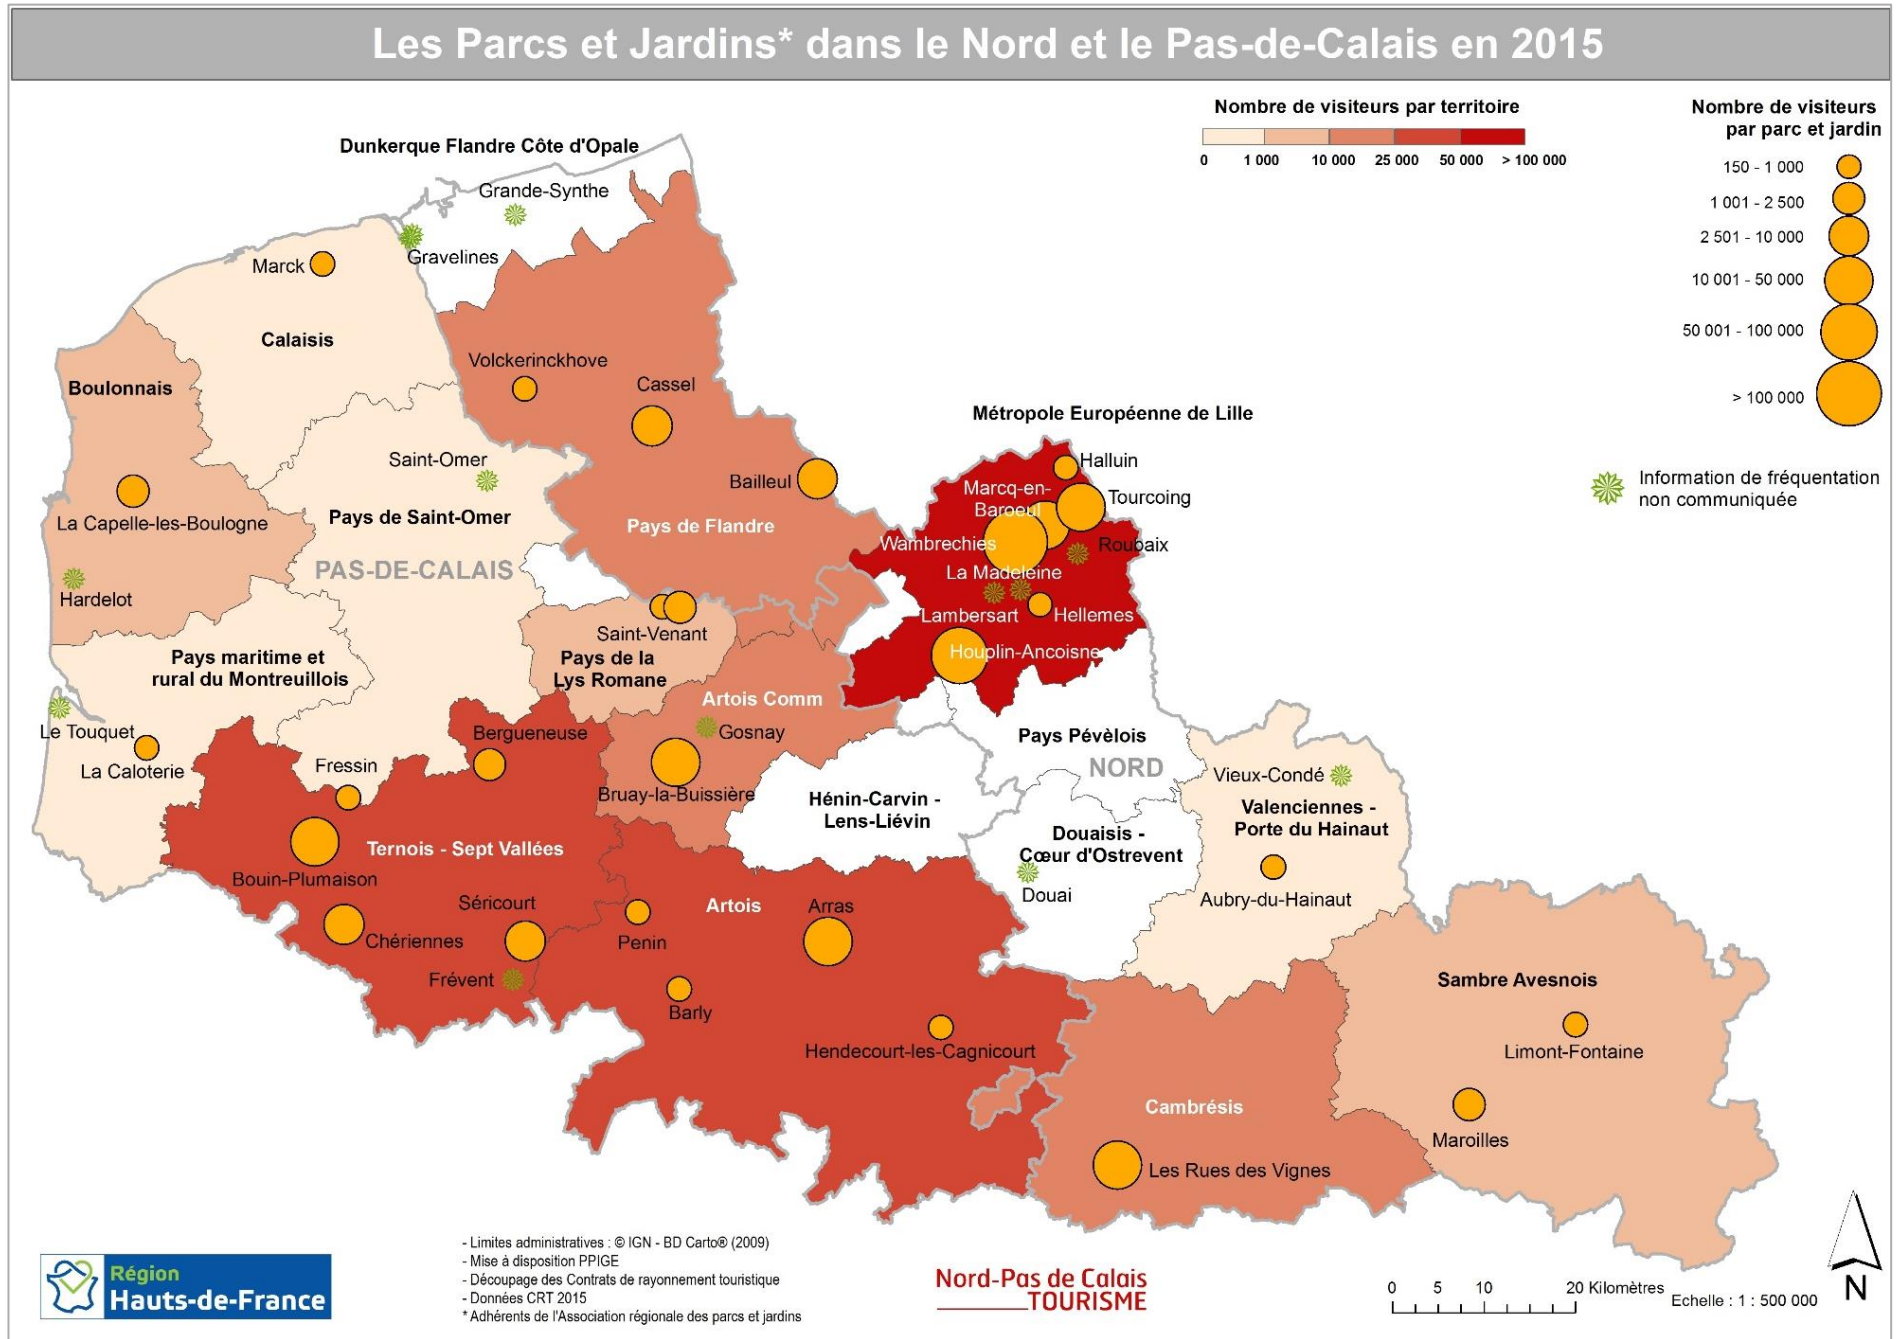 Les Parcs et Jardins* dans le Nord et le Pas-de-Calais en 2015
Nombre de visiteurs par territoire
0 1 000 10 000 25 000 50 000 > 100 000
Nombre de visiteurs
par parc et jardin
150 - 1 000
1 001 - 2 500
2 501 - 10 000
10 001 - 50 000
50 001 - 100 000
> 100 000
Information de fréquentation
non communiquée
Dunkerque Flandre Côte d'Opale
Grande-Synthe
Gravelines
Marck
Calaisis
Boulonnais
Volckerinckhove
Cassel
Métropole Européenne de Lille
Saint-Omer
Bailleul
Halluin
Marcq-en-
Baroeul
Tourcoing
La Capelle-les-Boulogne
Pays de Saint-Omer
Pays de Flandre
Wambrechies
Roubaix
PAS-DE-CALAIS
La Madeleine
Hardelot
Lambersart
Hellemes
Saint-Venant
Pays de la
Lys Romane
Houplin-Ancoisne
Pays maritime et
rural du Montreuillois
Artois Comm
Le Touquet
La Caloterie
Bergueneuse
Gosnay
Pays Pévèlois
NORD
Fressin
Bruay-la-Buissière
Hénin-Carvin -
Lens-Liévin
Vieux-Condé
Valenciennes -
Porte du Hainaut
Ternois - Sept Vallées
Douaisis -
Cœur d'Ostrevent
Bouin-Plumaison
Douai
Aubry-du-Hainaut
Séricourt
Artois
Arras
Chériennes
Penin
Frévent
Sambre Avesnois
Barly
Hendecourt-les-Cagnicourt
Limont-Fontaine
Cambrésis
Maroilles
Les Rues des Vignes
Région
Hauts-de-France
- Limites administratives : © IGN - BD Carto® (2009)
- Mise à disposition PPIGE
- Découpage des Contrats de rayonnement touristique
- Données CRT 2015
* Adhérents de l'Association régionale des parcs et jardins
Nord-Pas de Calais
TOURISME
0 5 10 20 Kilomètres
Echelle : 1 : 500 000
N